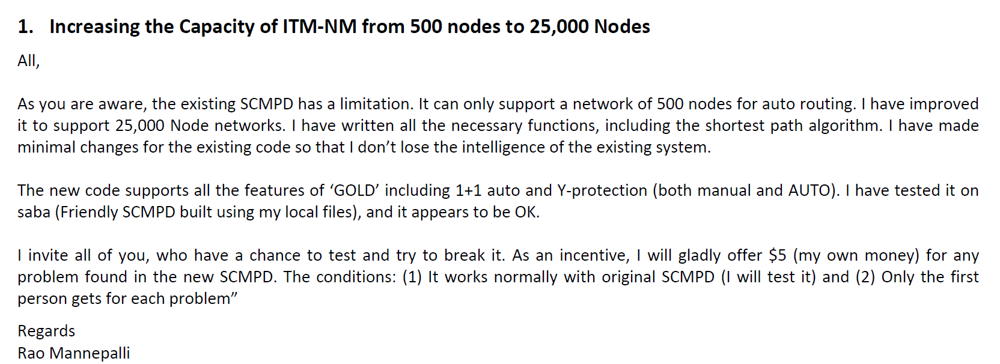 1. Increasing the Capacity of ITM-NM from 500 nodes to 25,000 Nodes
All,
As you are aware, the existing SCMPD has a limitation. It can only support a network of 500 nodes for auto routing. I have improved
it to support 25,000 Node networks. I have written all the necessary functions, including the shortest path algorithm. I have made
minimal changes for the existing code so that I don’t lose the intelligence of the existing system.
The new code supports all the features of ‘GOLD’ including 1+1 auto and Y-protection (both manual and AUTO). I have tested it on
saba (Friendly SCMPD built using my local files), and it appears to be OK.
I invite all of you, who have a chance to test and try to break it. As an incentive, I will gladly offer $5 (my own money) for any
problem found in the new SCMPD. The conditions: (1) It works normally with original SCMPD (I will test it) and (2) Only the first
person gets for each problem”
Regards
Rao Mannepalli